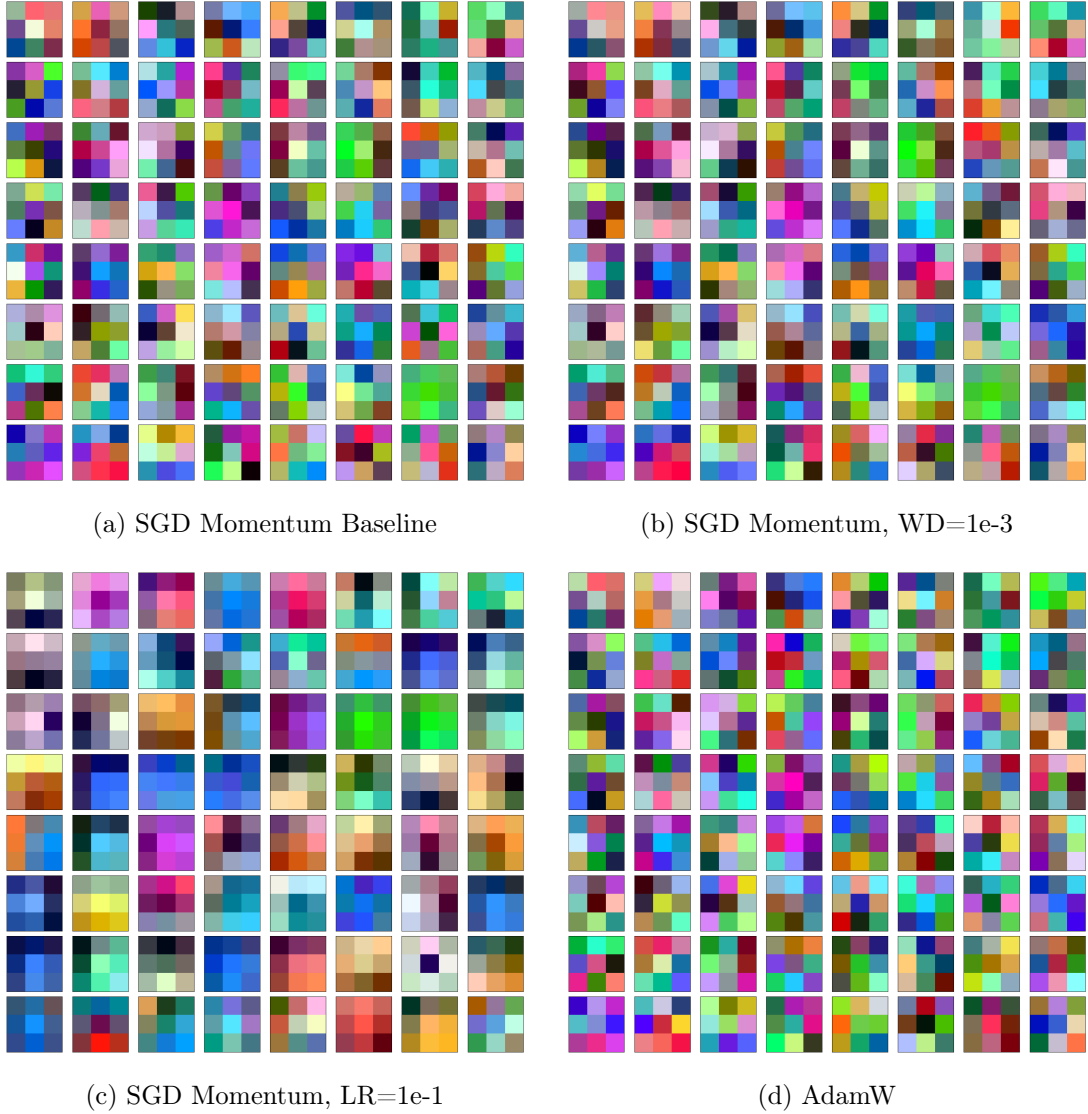 (a) SGD Momentum Baseline
(b) SGD Momentum, WD=1e-3
(c) SGD Momentum, LR=1e-1
(d) AdamW